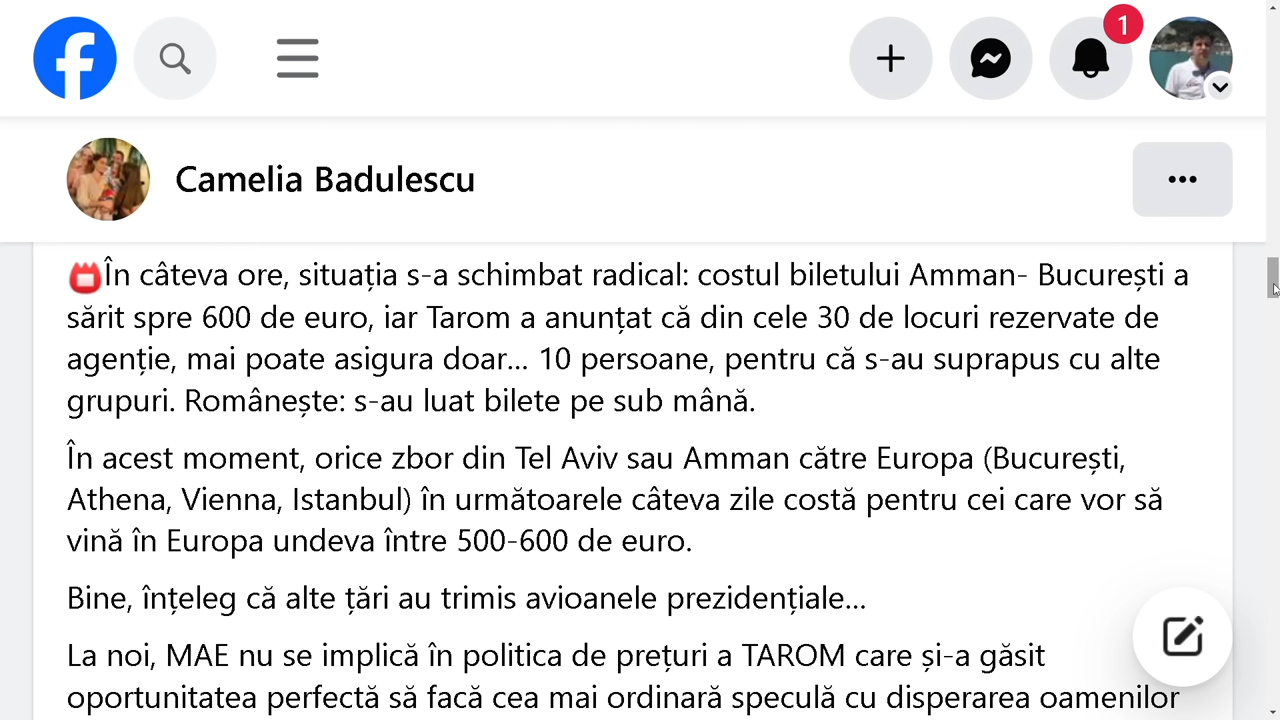 1
Camelia Badulescu
În câteva ore, situația s-a schimbat radical: costul biletului Amman- București a
sărit spre 600 de euro, iar Tarom a anunțat că din cele 30 de locuri rezervate de
agenție, mai poate asigura doar... 10 persoane, pentru că s-au suprapus cu alte
grupuri. Românește: s-au luat bilete pe sub mână.
În acest moment, orice zbor din Tel Aviv sau Amman către Europa (București,
Athena, Vienna, Istanbul) în următoarele câteva zile costă pentru cei care vor să
vină în Europa undeva între 500-600 de euro.
Bine, înțeleg că alte țări au trimis avioanele prezidențiale...
La noi, MAE nu se implică în politica de prețuri a TAROM care și-a găsit
oportunitatea perfectă să facă cea mai ordinară speculă cu disperarea oamenilor